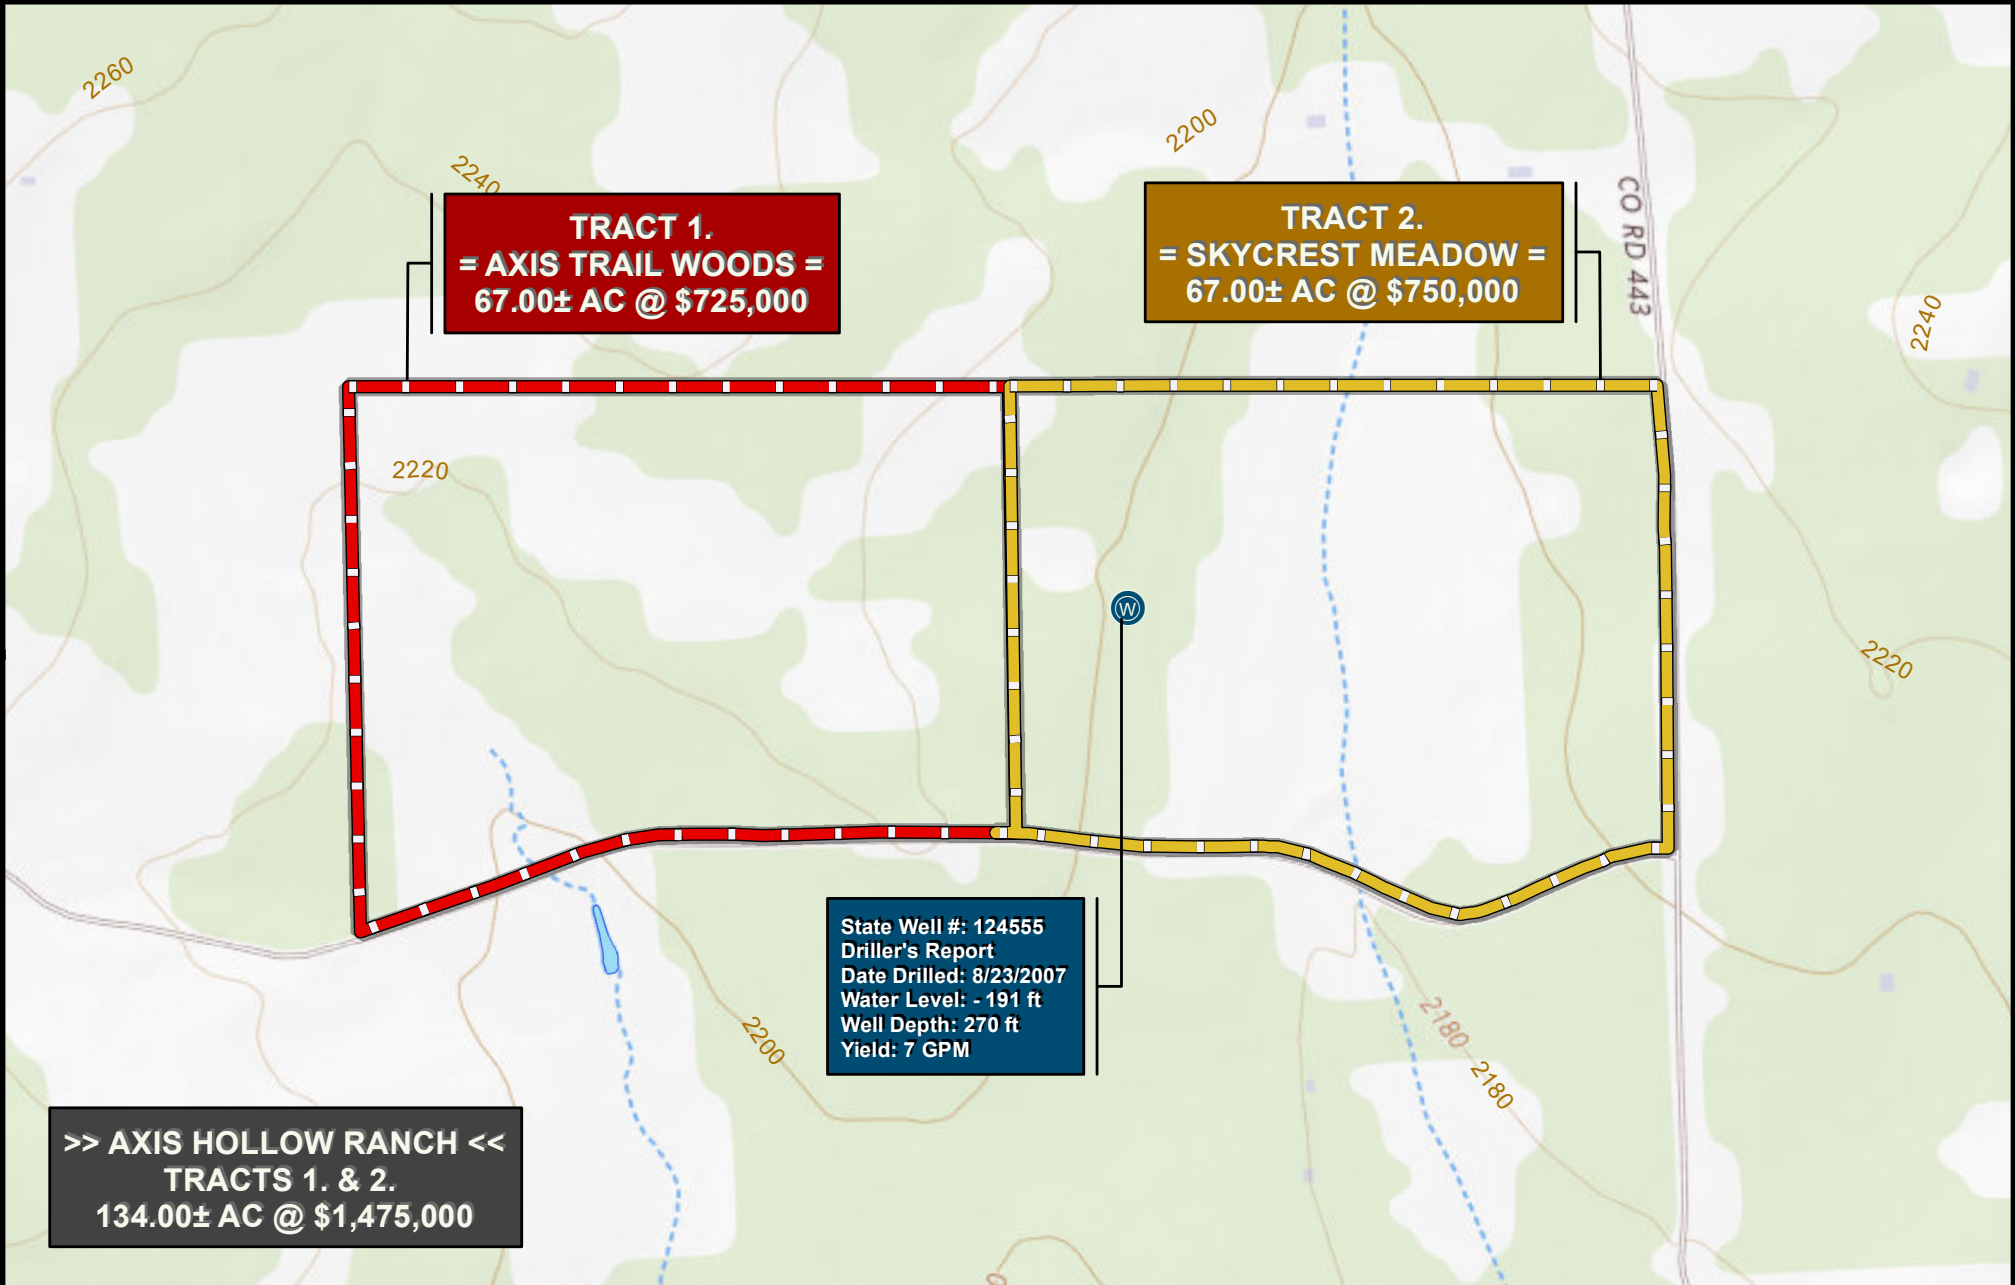 2260
2240
2200
TRACT 1.
= AXIS TRAIL WOODS =
67.00± AC @ $725,000
TRACT 2.
= SKYCREST MEADOW =
67.00± AC @ $750,000
CO RD 443
2240
2220
W
2220
State Well #: 124555
Driller's Report
Date Drilled: 8/23/2007
Water Level: - 191 ft
Well Depth: 270 ft
Yield: 7 GPM
2200
2180
2180
>> AXIS HOLLOW RANCH <<
TRACTS 1. & 2.
134.00± AC @ $1,475,000